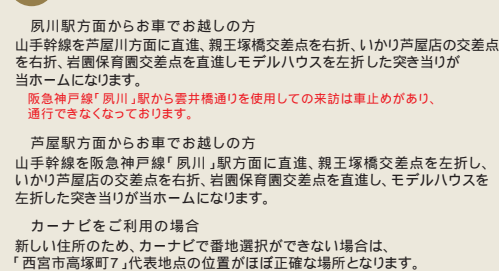 夙川駅方面からお車でお越しの方
山手幹線を芦屋川方面に直進、親王塚橋交差点を右折、いかり芦屋店の交差点
を右折、岩園保育園交差点を直進しモデルハウスを左折した突き当りが
当ホームになります。
阪急神戸線「夙川」駅から雲井橋通りを使用しての来訪は車止めがあり、
通行できなくなっております。
芦屋駅方面からお車でお越しの方
山手幹線を阪急神戸線「夙川」駅方面に直進、親王塚橋交差点を左折し、
いかり芦屋店の交差点を右折、岩園保育園交差点を直進し、モデルハウスを
左折した突き当りが当ホームになります。
カーナビをご利用の場合
新しい住所のため、カーナビで番地選択ができない場合は、
「西宮市高塚町7」代表地点の位置がほぼ正確な場所となります。